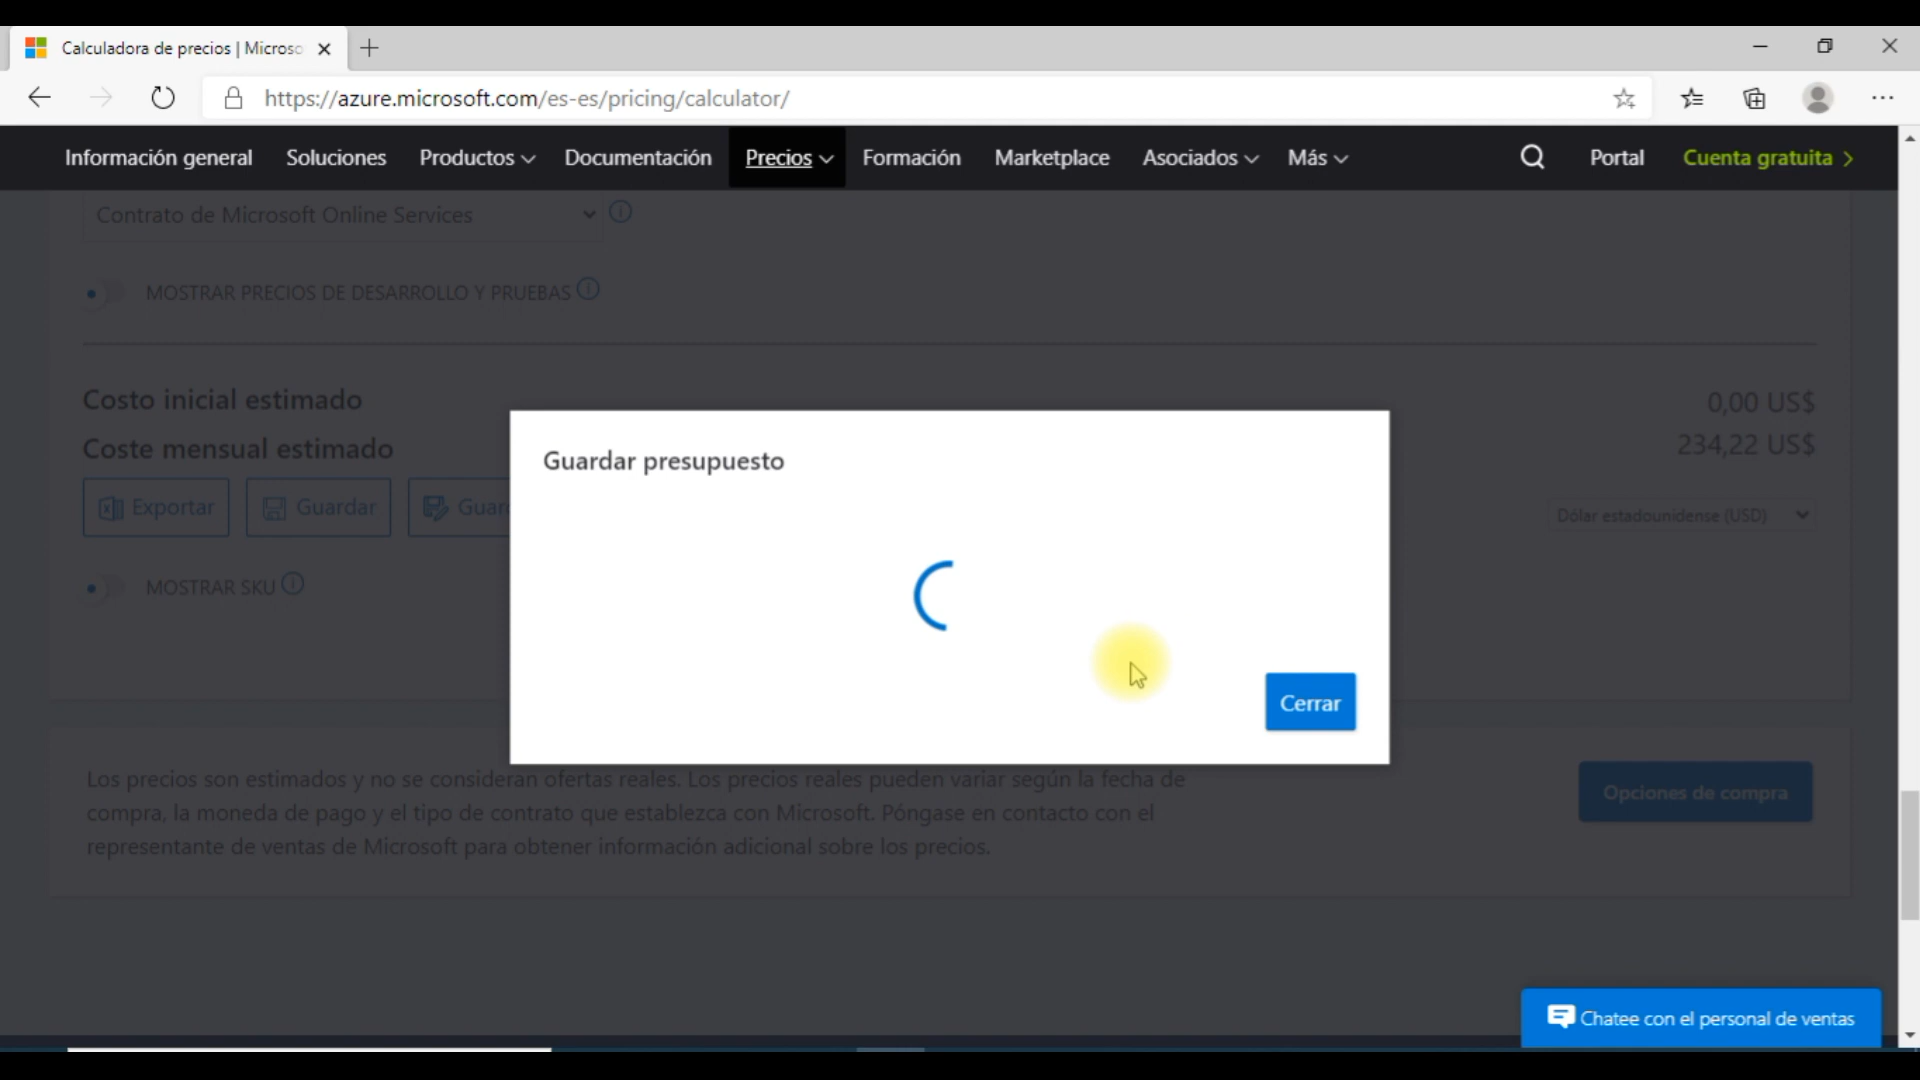 Calculadora de precios | Microso
https://azure.microsoft.com/es-es/pricing/calculator/
Información general
Soluciones
Productos
Documentación
Precios
Formación
Marketplace
Asociados
Más
Portal
Cuenta gratuita
Contrato de Microsoft Online Services
MOSTRAR PRECIOS DE DESARROLLO Y PRUEBAS
Costo inicial estimado
0,00 US$
Coste mensual estimado
234,22 US$
Guardar presupuesto
Exportar
Guardar
Guar
Dólar estadounidense (USD)
MOSTRAR SKU
Cerrar
Los precios son estimados y no se consideran ofertas reales. Los precios reales pueden variar según la fecha de
compra, la moneda de pago y el tipo de contrato que establezca con Microsoft. Póngase en contacto con el
representante de ventas de Microsoft para obtener información adicional sobre los precios.
Opciones de compra
Chatee con el personal de ventas